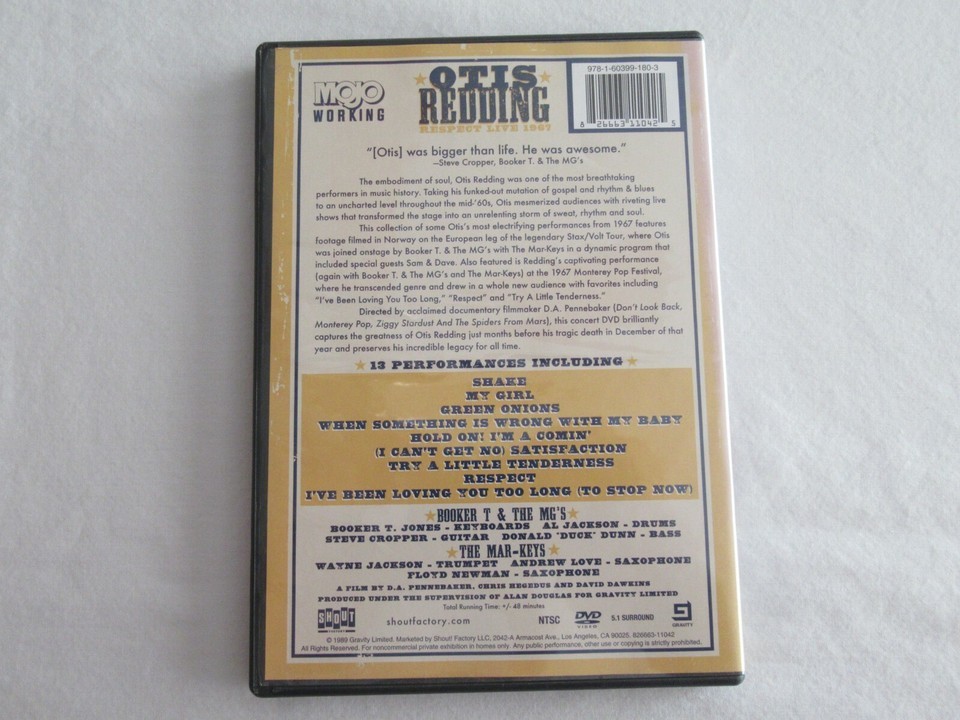 MOJO
WORKING
OTIS
REDDING
RESPECT LIVE 1967
978-1-60399-180-3
8 26663 11042 5
"[Otis] was bigger than life. He was awesome."
—Steve Cropper, Booker T. & The MG's
The embodiment of soul, Otis Redding was one of the most breathtaking
performers in music history. Taking his funked-out mutation of gospel and rhythm & blues
to an uncharted level throughout the mid-'60s, Otis mesmerized audiences with riveting live
shows that transformed the stage into an unrelenting storm of sweat, rhythm and soul.
This collection of some Otis's most electrifying performances from 1967 features
footage filmed in Norway on the European leg of the legendary Stax/Volt Tour, where Otis
was joined onstage by Booker T. & The MG's with The Mar-Keys in a dynamic program that
included special guests Sam & Dave. Also featured is Redding's captivating performance
(again with Booker T. & The MG's and The Mar-Keys) at the 1967 Monterey Pop Festival,
where he transcended genre and drew in a whole new audience with favorites including
"I've Been Loving You Too Long," "Respect" and "Try A Little Tenderness."
Directed by acclaimed documentary filmmaker D.A. Pennebaker (Don't Look Back,
Monterey Pop, Ziggy Stardust And The Spiders From Mars), this concert DVD brilliantly
captures the greatness of Otis Redding just months before his tragic death in December of that
year and preserves his incredible legacy for all time.
13 PERFORMANCES INCLUDING
SHAKE
MY GIRL
GREEN ONIONS
WHEN SOMETHING IS WRONG WITH MY BABY
HOLD ON! I'M A COMIN'
(I CAN'T GET NO) SATISFACTION
TRY A LITTLE TENDERNESS
RESPECT
I'VE BEEN LOVING YOU TOO LONG (TO STOP NOW)
BOOKER T & THE MG'S
BOOKER T. JONES - KEYBOARDS AL JACKSON - DRUMS
STEVE CROPPER - GUITAR DONALD 'DUCK' DUNN - BASS
THE MAR-KEYS
WAYNE JACKSON - TRUMPET ANDREW LOVE - SAXOPHONE
FLOYD NEWMAN - SAXOPHONE
A FILM BY D.A. PENNEBAKER, CHRIS HEGEDUS AND DAVID DAWKINS
PRODUCED UNDER THE SUPERVISION OF ALAN DOUGLAS FOR GRAVITY LIMITED
Total Running Time: +/- 48 minutes
SHOUT
FACTORY
shoutfactory.com
NTSC
DVD
VIDEO
5.1 SURROUND
GRAVITY
© 1989 Gravity Limited. Marketed by Shout! Factory LLC, 2042-A Armacost Ave., Los Angeles, CA 90025. 826663-11042
All Rights Reserved. For noncommercial private exhibition in homes only. Any public performance, other use or copying is strictly prohibited.